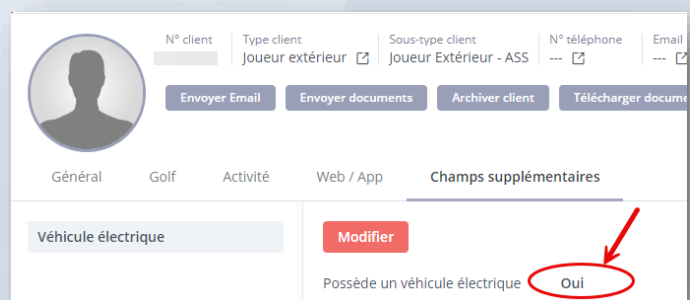 N° client Type client Sous-type client N° téléphone Email
Joueur extérieur Joueur Extérieur - ASS --- ---
Envoyer Email Envoyer documents Archiver client Télécharger docume
Général Golf Activité Web / App Champs supplémentaires
Véhicule électrique Modifier
Possède un véhicule électrique Oui